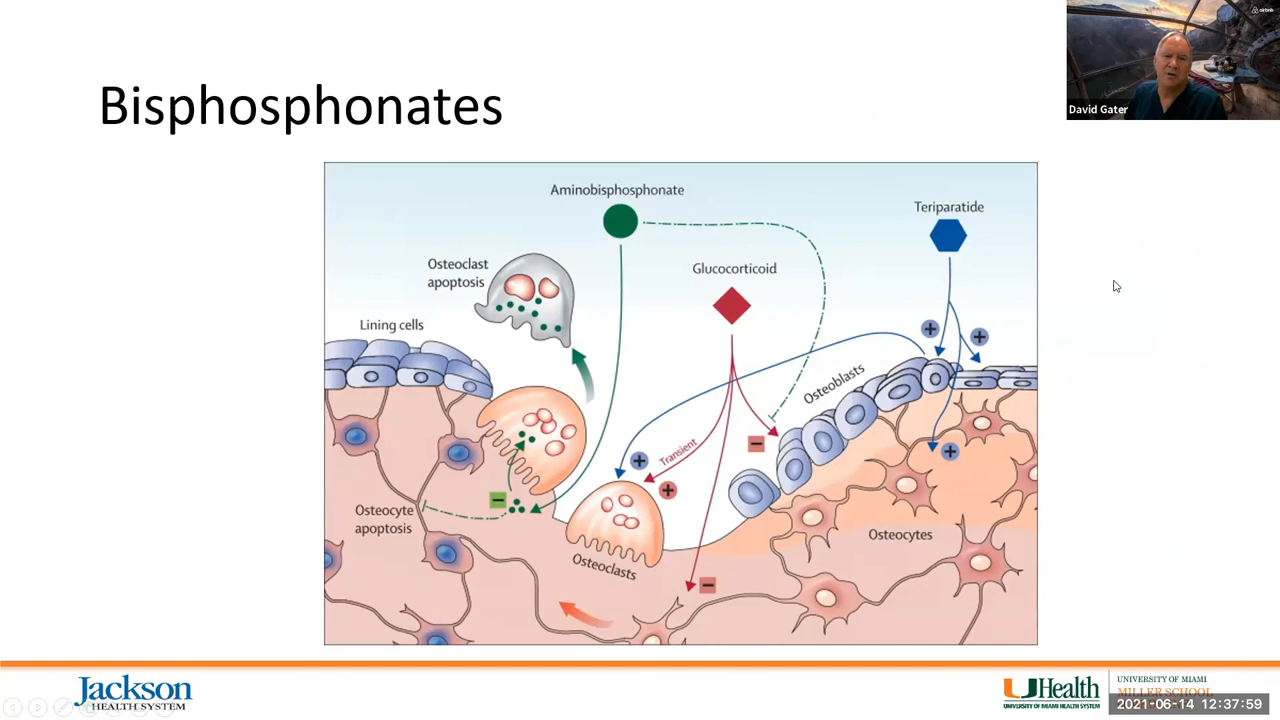 airbnb
David Gater
Bisphosphonates
Aminobisphosphonate
Teriparatide
Osteoclast
apoptosis
Glucocorticoid
Lining cells
Osteoblasts
Transient
Osteocyte
apoptosis
Osteoclasts
Osteocytes
Jackson
HEALTH SYSTEM
UHealth
UNIVERSITY OF MIAMI HEALTH SYSTEM
UNIVERSITY OF MIAMI
MILLER SCHOOL
2021-06-14 12:37:59